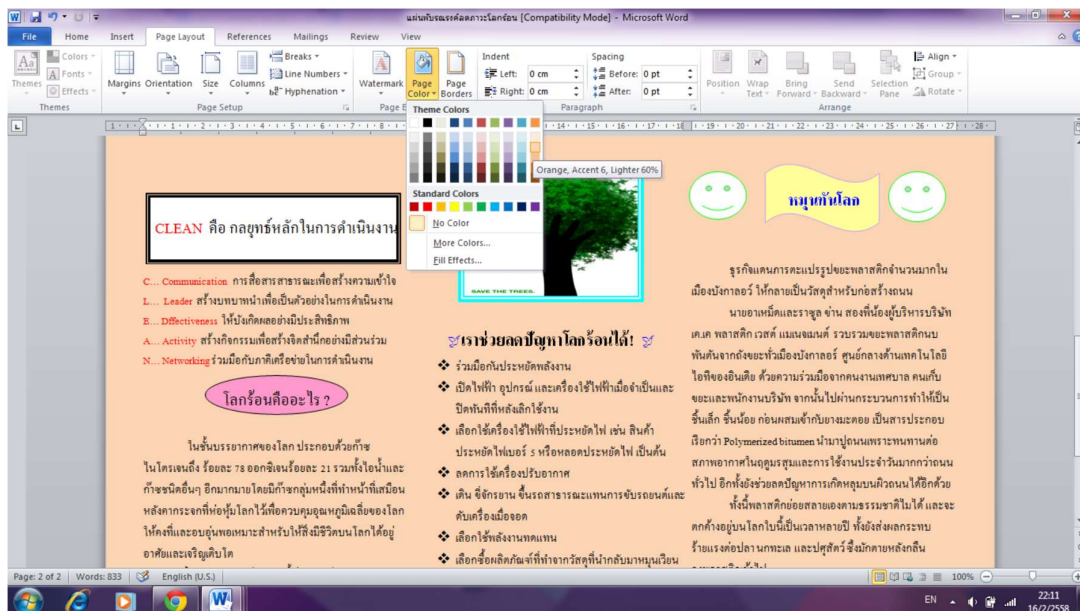 แผ่นพับรณรงค์ลดภาวะโลกร้อน [Compatibility Mode] - Microsoft Word
File Home Insert Page Layout References Mailings Review View
Colors
Fonts
Effects
Themes
Themes
Margins Orientation Size Columns
Breaks
Line Numbers
Hyphenation
Page Setup
Watermark Page Color Page Borders
Page B
Indent
Left: 0 cm
Right: 0 cm
Spacing
Before: 0 pt
After: 0 pt
Paragraph
Position Wrap Text Bring Forward Send Backward Selection Pane
Align
Group
Rotate
Arrange
Theme Colors
Orange, Accent 6, Lighter 60%
Standard Colors
No Color
More Colors...
Fill Effects...
CLEAN คือ กลยุทธ์หลักในการดำเนินงาน
C... Communication การสื่อสารสาธารณะเพื่อสร้างความเข้าใจ
L... Leader สร้างบทบาทนำเพื่อเป็นตัวอย่างในการดำเนินงาน
E... Dffectiveness ให้บังเกิดผลอย่างมีประสิทธิภาพ
A... Activity สร้างกิจกรรมเพื่อสร้างจิตสำนึกอย่างมีส่วนร่วม
N... Networking ร่วมมือกับภาคีเครือข่ายในการดำเนินงาน
โลกร้อนคืออะไร ?
ในชั้นบรรยากาศของโลก ประกอบด้วยก๊าซ
ไนโตรเจนถึง ร้อยละ 78 ออกซิเจนร้อยละ 21 รวมทั้งไอน้ำและ
ก๊าซชนิดอื่นๆ อีกมากมายโดยมีก๊าซกลุ่มหนึ่งที่ทำหน้าที่เสมือน
หลังคากระจกที่ห่อหุ้มโลกไว้เพื่อควบคุมอุณหภูมิเฉลี่ยของโลก
ให้คงที่และอบอุ่นพอเหมาะสำหรับให้สิ่งมีชีวิตบนโลกได้อยู่
อาศัยและเจริญเติบโต
SAVE THE TREES.
เราช่วยลดปัญหาโลกร้อนได้!
❖ ร่วมมือกันประหยัดพลังงาน
❖ เปิดไฟฟ้า อุปกรณ์ และเครื่องใช้ไฟฟ้าเมื่อจำเป็นและ
ปิดทันทีที่หลังเลิกใช้งาน
❖ เลือกใช้เครื่องใช้ไฟฟ้าที่ประหยัดไฟ เช่น สินค้า
ประหยัดไฟเบอร์ 5 หรือหลอดประหยัดไฟ เป็นต้น
❖ ลดการใช้เครื่องปรับอากาศ
❖ เดิน ขี่จักรยาน ขึ้นรถสาธารณะแทนการขับรถยนต์และ
ดับเครื่องเมื่อจอด
❖ เลือกใช้พลังงานทดแทน
❖ เลือกซื้อผลิตภัณฑ์ที่ทำจากวัสดุที่นำกลับมาหมุนเวียน
หมุนทันโลก
ธุรกิจแดนภารตะแปรรูปขยะพลาสติกจำนวนมากใน
เมืองบังกาลอว์ ให้กลายเป็นวัสดุสำหรับก่อสร้างถนน
นายอาเหม็ดและราซูล ข่าน สองพี่น้องผู้บริหารบริษัท
เค.เค พลาสติก เวสต์ แมเนจเมนต์ รวบรวมขยะพลาสติกนับ
พันตันจากถังขยะทั่วเมืองบังกาลอร์ ศูนย์กลางด้านเทคโนโลยี
ไอทีของอินเดีย ด้วยความร่วมมือจากคนงานเทศบาล คนเก็บ
ขยะและพนักงานบริษัท จากนั้นไปผ่านกระบวนการทำให้เป็น
ชิ้นเล็ก ชิ้นน้อย ก่อนผสมเข้ากับยางมะตอย เป็นสารประกอบ
เรียกว่า Polymerized bitumen นำมาปูถนนเพราะทนทานต่อ
สภาพอากาศในฤดูมรสุมและการใช้งานประจำวันมากกว่าถนน
ทั่วไป อีกทั้งยังช่วยลดปัญหาการเกิดหลุมบนผิวถนนได้อีกด้วย
ทั้งนี้พลาสติกย่อยสลายเองตามธรรมชาติไม่ได้ และจะ
ตกค้างอยู่บนโลกใบนี้เป็นเวลาหลายปี ทั้งยังส่งผลกระทบ
ร้ายแรงต่อปลา นกทะเล และปศุสัตว์ ซึ่งมักตายหลังกลืน
Page: 2 of 2 Words: 833 English (U.S.) 100%
EN 22:11
16/2/2558